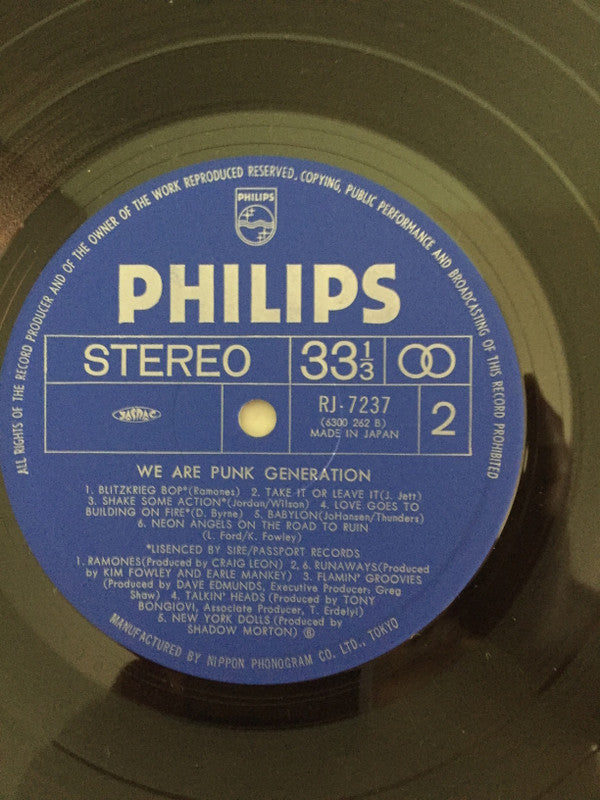 ALL RIGHTS OF THE RECORD PRODUCER AND OF THE OWNER OF THE WORK REPRODUCED RESERVED. COPYING, PUBLIC PERFORMANCE AND BROADCASTING OF THIS RECORD PROHIBITED
PHILIPS
PHILIPS
STEREO 33 1/3
JASRAC RJ-7237 2
(6300 262 B)
MADE IN JAPAN
WE ARE PUNK GENERATION
1. BLITZKRIEG BOP*(Ramones) 2. TAKE IT OR LEAVE IT(J. Jett)
3. SHAKE SOME ACTION*(Jordan/Wilson) 4. LOVE GOES TO
BUILDING ON FIRE*(D. Byrne) 5. BABYLON(JoHansen/Thunders)
6. NEON ANGELS ON THE ROAD TO RUIN
(L. Ford/K. Fowley)
*LISENCED BY SIRE/PASSPORT RECORDS
1. RAMONES(Produced by CRAIG LEON) 2, 6. RUNAWAYS(Produced
by KIM FOWLEY AND EARLE MANKEY) 3. FLAMIN' GROOVIES
(Produced by DAVE EDMUNDS, Executive Producer, Greg
Shaw) 4. TALKIN' HEADS(Produced by TONY
BONGIOVI, Associate Producer, T. Erdelyi)
5. NEW YORK DOLLS(Produced by
SHADOW MORTON) Ⓟ
MANUFACTURED BY NIPPON PHONOGRAM CO. LTD., TOKYO